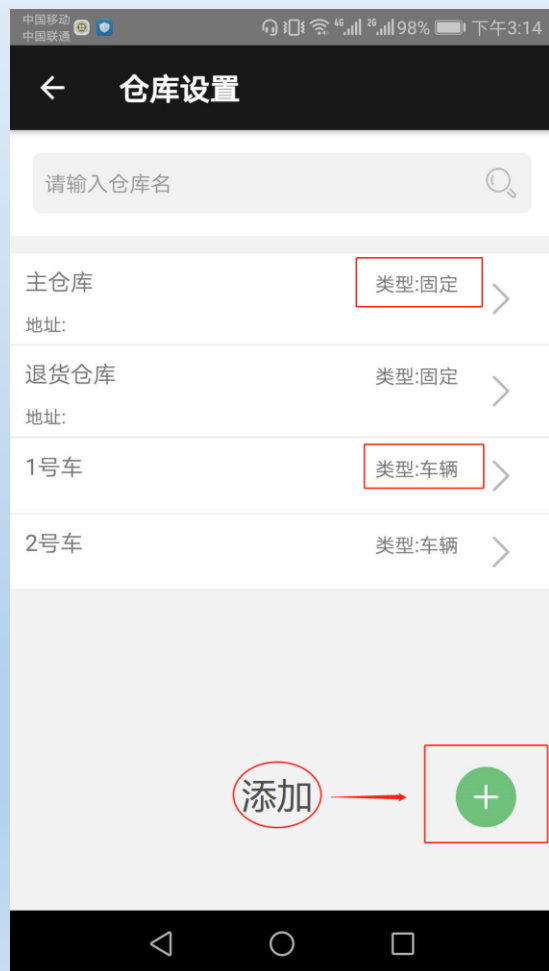 中国移动
中国联通
4G 2G 98% 下午3:14
仓库设置
请输入仓库名
主仓库 类型:固定
地址:
退货仓库 类型:固定
地址:
1号车 类型:车辆
2号车 类型:车辆
添加